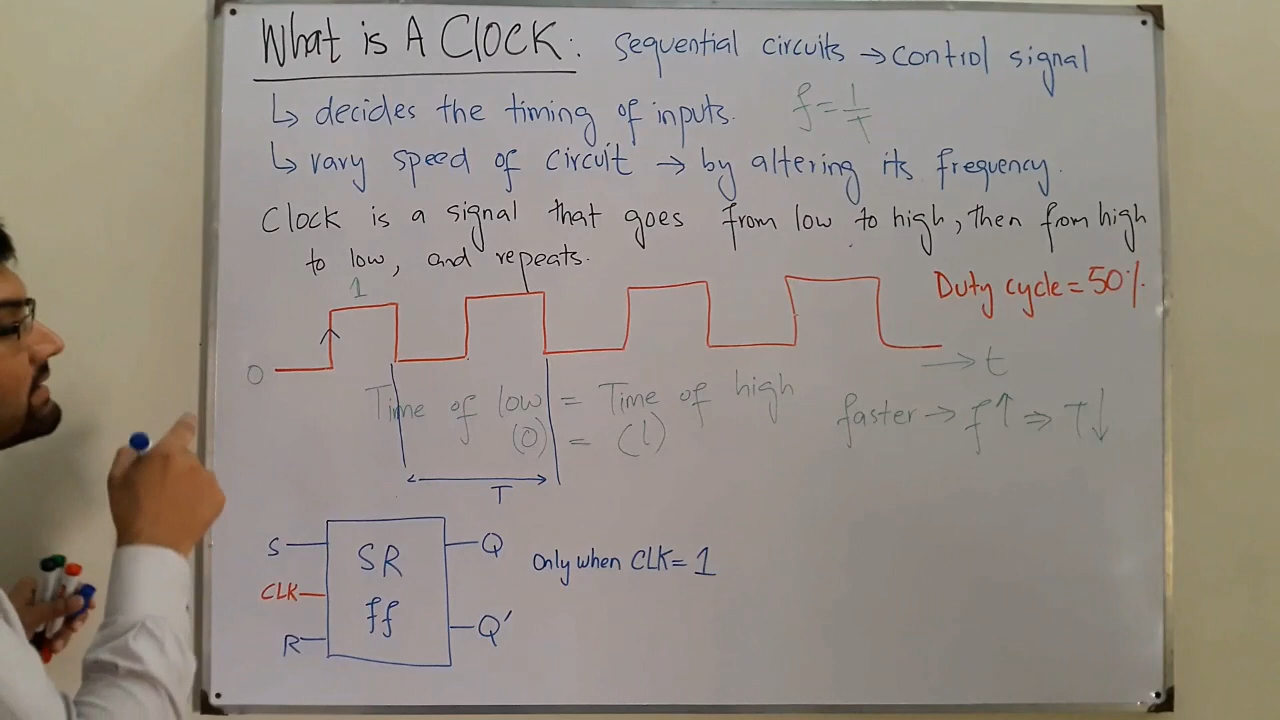 What is A Clock: sequential circuits → control signal
↳ decides the timing of inputs. f = 1/T
↳ vary speed of circuit → by altering its frequency.
Clock is a signal that goes from low to high, then from high
to low, and repeats.
1
Duty cycle = 50%.
0
→ t
Time of low = Time of high
(0) = (1)
faster → f↑ ⇒ T↓
T
S
SR
ff
Q
Only when CLK = 1
CLK
R
Q'